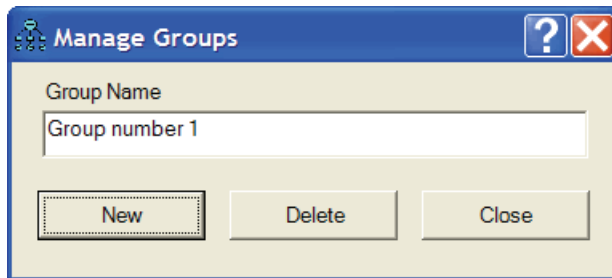 Manage Groups ?
Group Name
Group number 1
New Delete Close